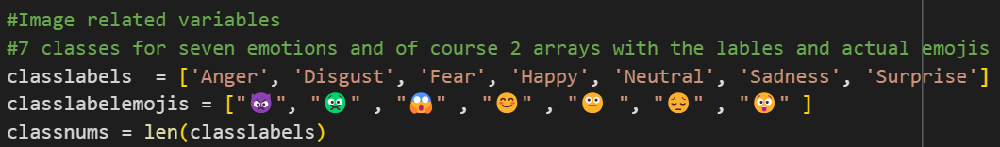 #Image related variables
#7 classes for seven emotions and of course 2 arrays with the lables and actual emojis
classlabels  = ['Anger', 'Disgust', 'Fear', 'Happy', 'Neutral', 'Sadness', 'Surprise']
classlabelemojis = ["👿", "🤢" , "😱" , "😊" , "😐 ", "😔" , "😳" ]
classnums = len(classlabels)